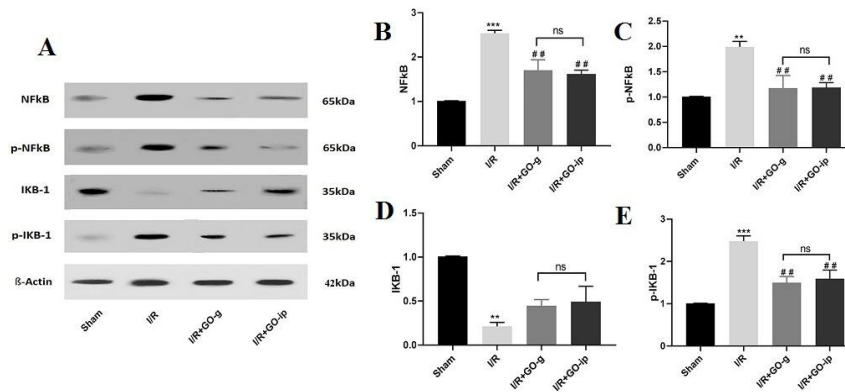 A
NFkB
65kDa
p-NFkB
65kDa
IKB-1
35kDa
p-IKB-1
35kDa
ß-Actin
42kDa
Sham
I/R
I/R+GO-g
I/R+GO-ip
B
NFkB
3
2
1
0
***
##
ns
##
Sham
I/R
I/R+GO-g
I/R+GO-ip
C
p-NFkB
2.5
2.0
1.5
1.0
0.5
0.0
**
##
ns
##
Sham
I/R
I/R+GO-g
I/R+GO-ip
D
IKB-1
1.5
1.0
0.5
0.0
**
ns
Sham
I/R
I/R+GO-g
I/R+GO-ip
E
p-IKB-1
3
2
1
0
***
##
ns
##
Sham
I/R
I/R+GO-g
I/R+GO-ip